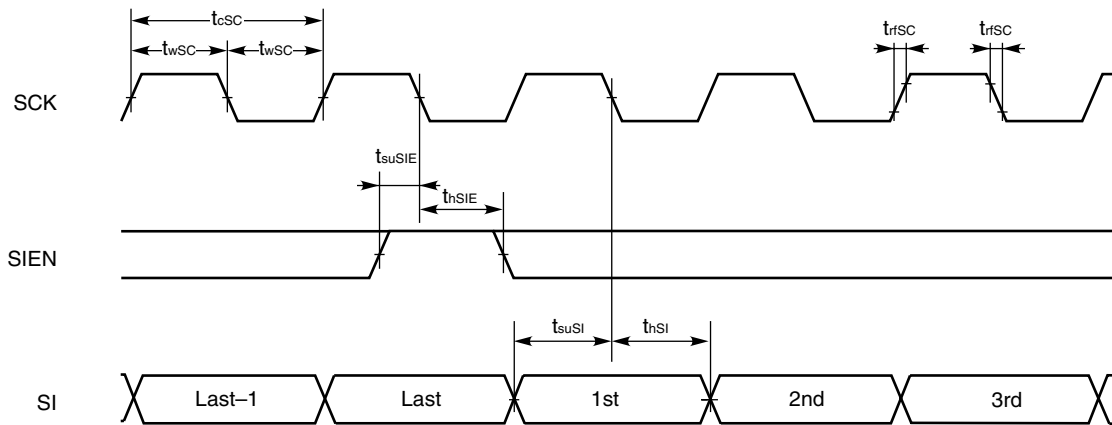 tcSC
twSC twSC
trfSC trfSC
SCK
tsuSIE
thSIE
SIEN
tsuSI thSI
SI Last–1 Last 1st 2nd 3rd